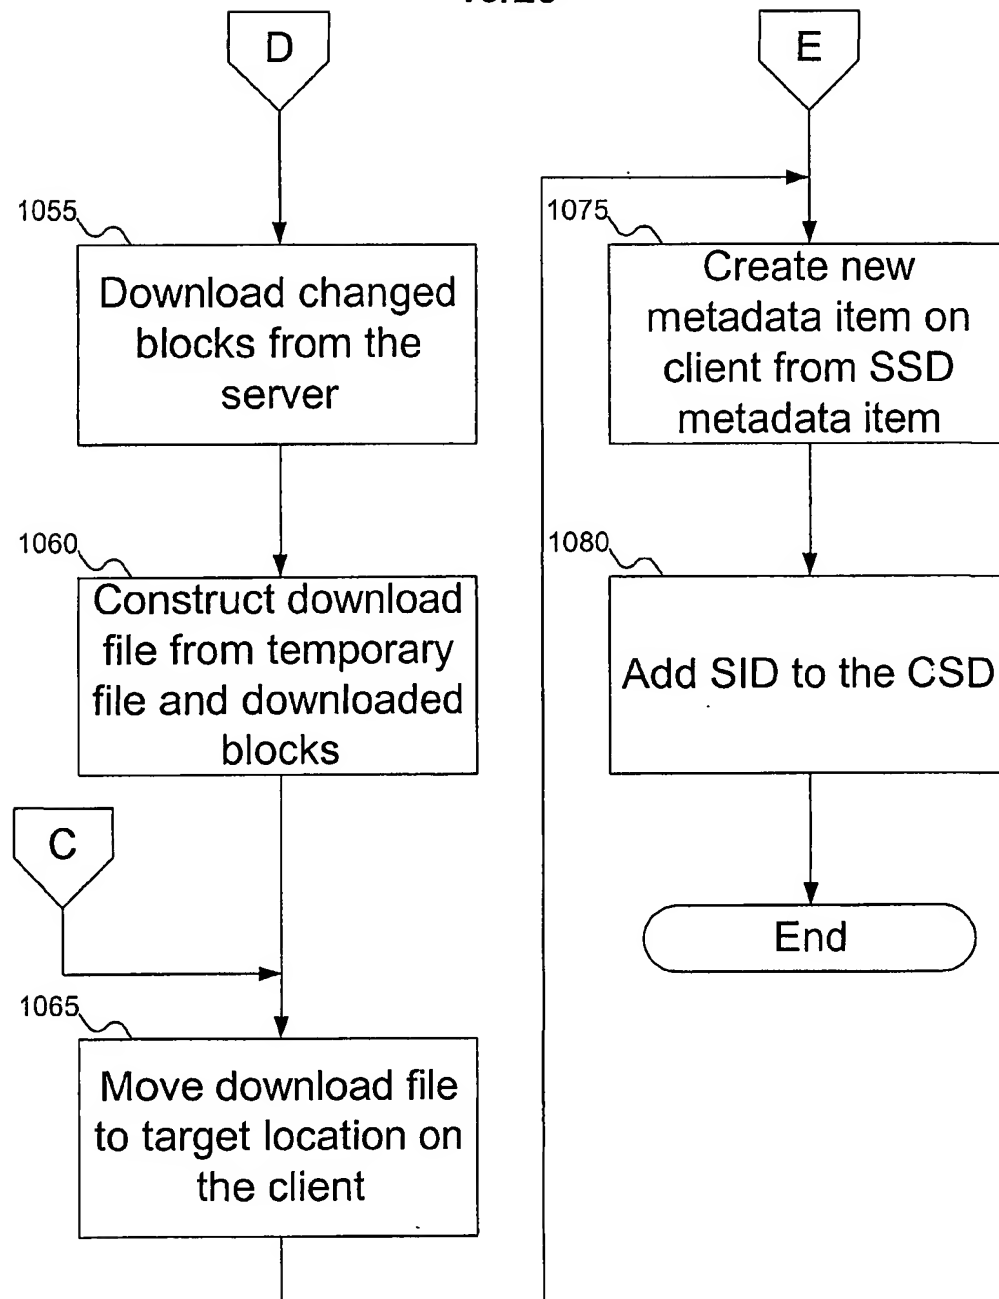 D
1055
Download changed
blocks from the
server
1060
Construct download
file from temporary
file and downloaded
blocks
C
1065
Move download file
to target location on
the client
E
1075
Create new
metadata item on
client from SSD
metadata item
1080
Add SID to the CSD
End